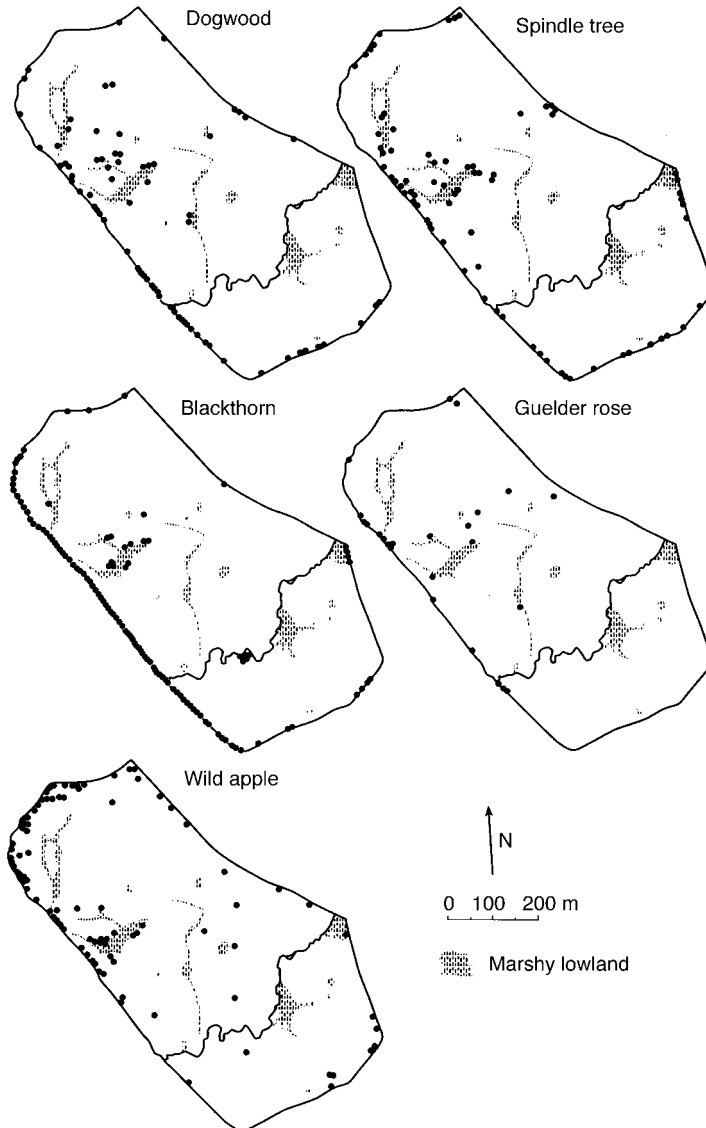 Dogwood
Spindle tree
Blackthorn
Guelder rose
Wild apple
N
0 100 200 m
Marshy lowland